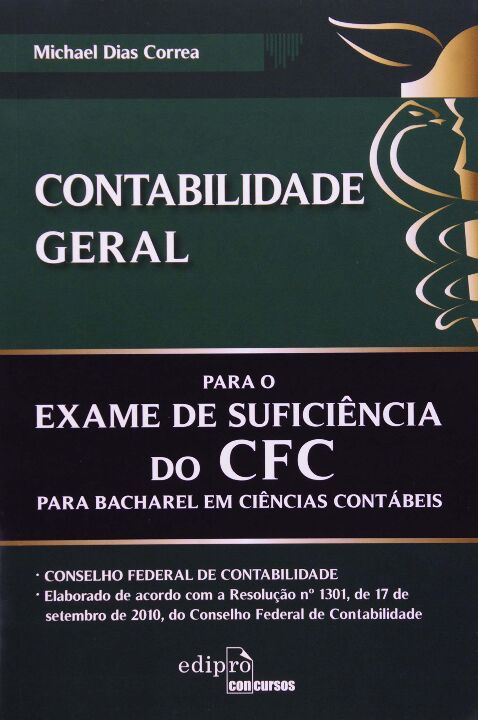 Michael Dias Correa
CONTABILIDADE
GERAL
PARA O
EXAME DE SUFICIÊNCIA
DO CFC
PARA BACHAREL EM CIÊNCIAS CONTÁBEIS
· CONSELHO FEDERAL DE CONTABILIDADE
· Elaborado de acordo com a Resolução nº 1301, de 17 de
setembro de 2010, do Conselho Federal de Contabilidade
edipro
concursos